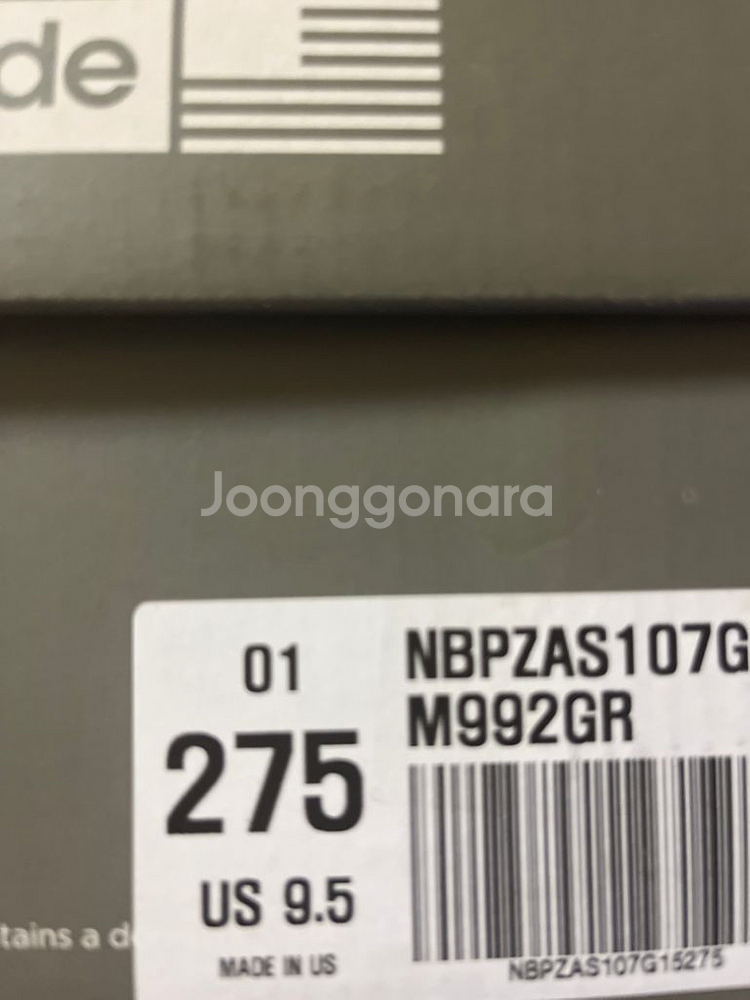 de
Joonggonara
01
275
US 9.5
MADE IN US
NBPZAS107G
M992GR
NBPZAS107G15275
tains a d